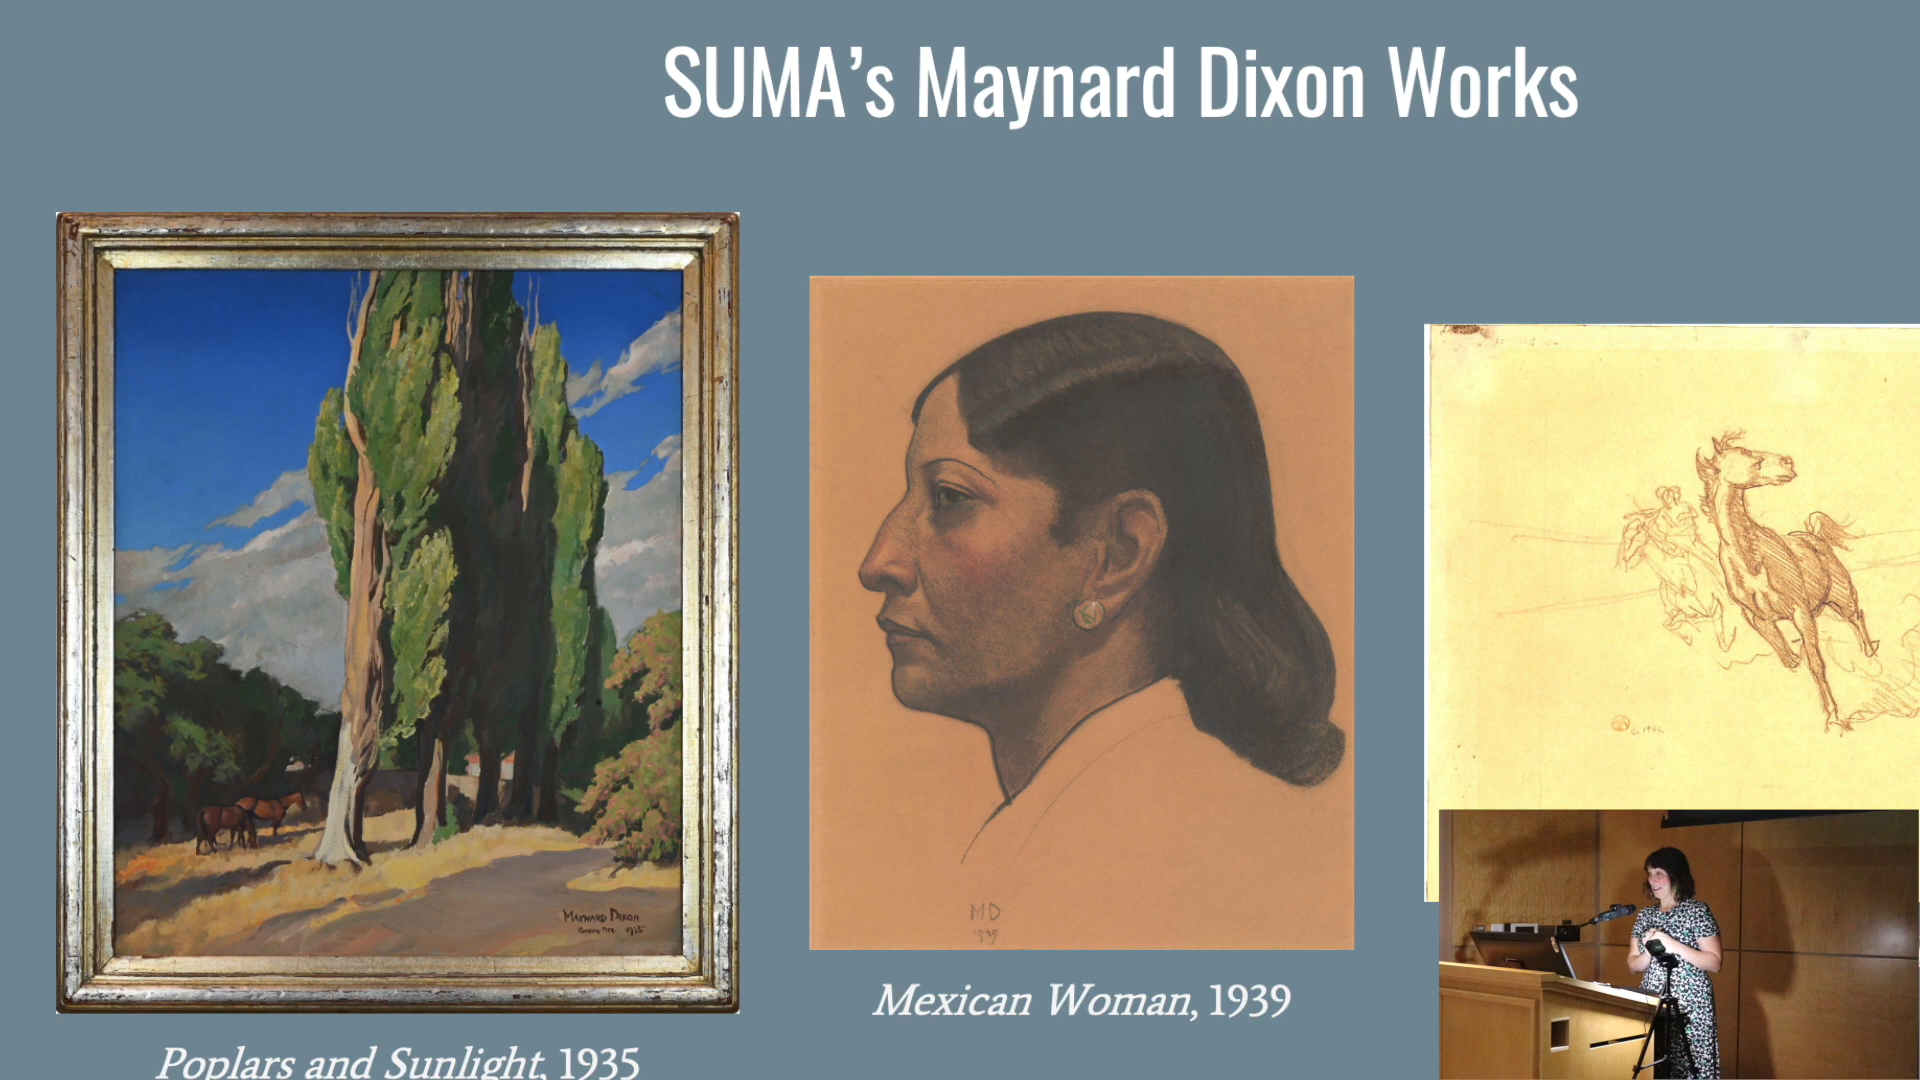 SUMA's Maynard Dixon Works
MAYNARD DIXON
1935
MD
1939
Mexican Woman, 1939
Poplars and Sunlight, 1935